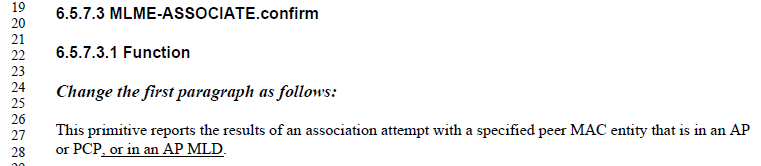 19
20 6.5.7.3 MLME-ASSOCIATE.confirm
21
22 6.5.7.3.1 Function
23
24 Change the first paragraph as follows:
25
26
27 This primitive reports the results of an association attempt with a specified peer MAC entity that is in an AP
28 or PCP, or in an AP MLD.